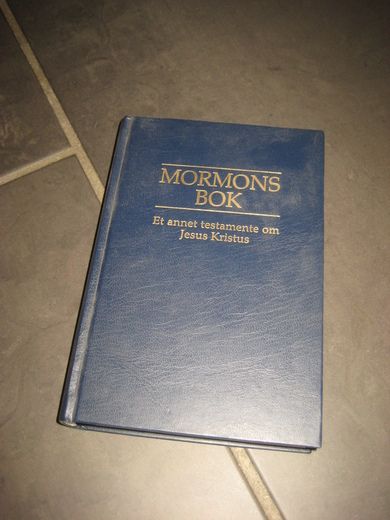 MORMONS
BOK
Et annet testamente om
Jesus Kristus